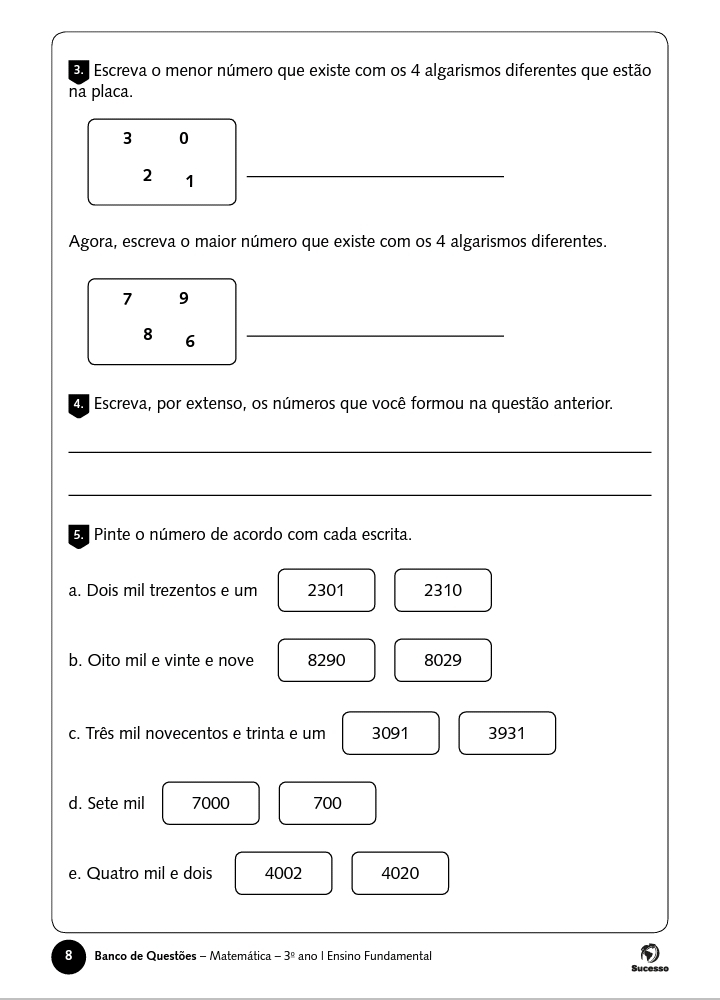 3. Escreva o menor número que existe com os 4 algarismos diferentes que estão
na placa.
3 0
2 1
Agora, escreva o maior número que existe com os 4 algarismos diferentes.
7 9
8 6
4. Escreva, por extenso, os números que você formou na questão anterior.
5. Pinte o número de acordo com cada escrita.
a. Dois mil trezentos e um 2301 2310
b. Oito mil e vinte e nove 8290 8029
c. Três mil novecentos e trinta e um 3091 3931
d. Sete mil 7000 700
e. Quatro mil e dois 4002 4020
8 Banco de Questões – Matemática – 3º ano I Ensino Fundamental
Sucesso